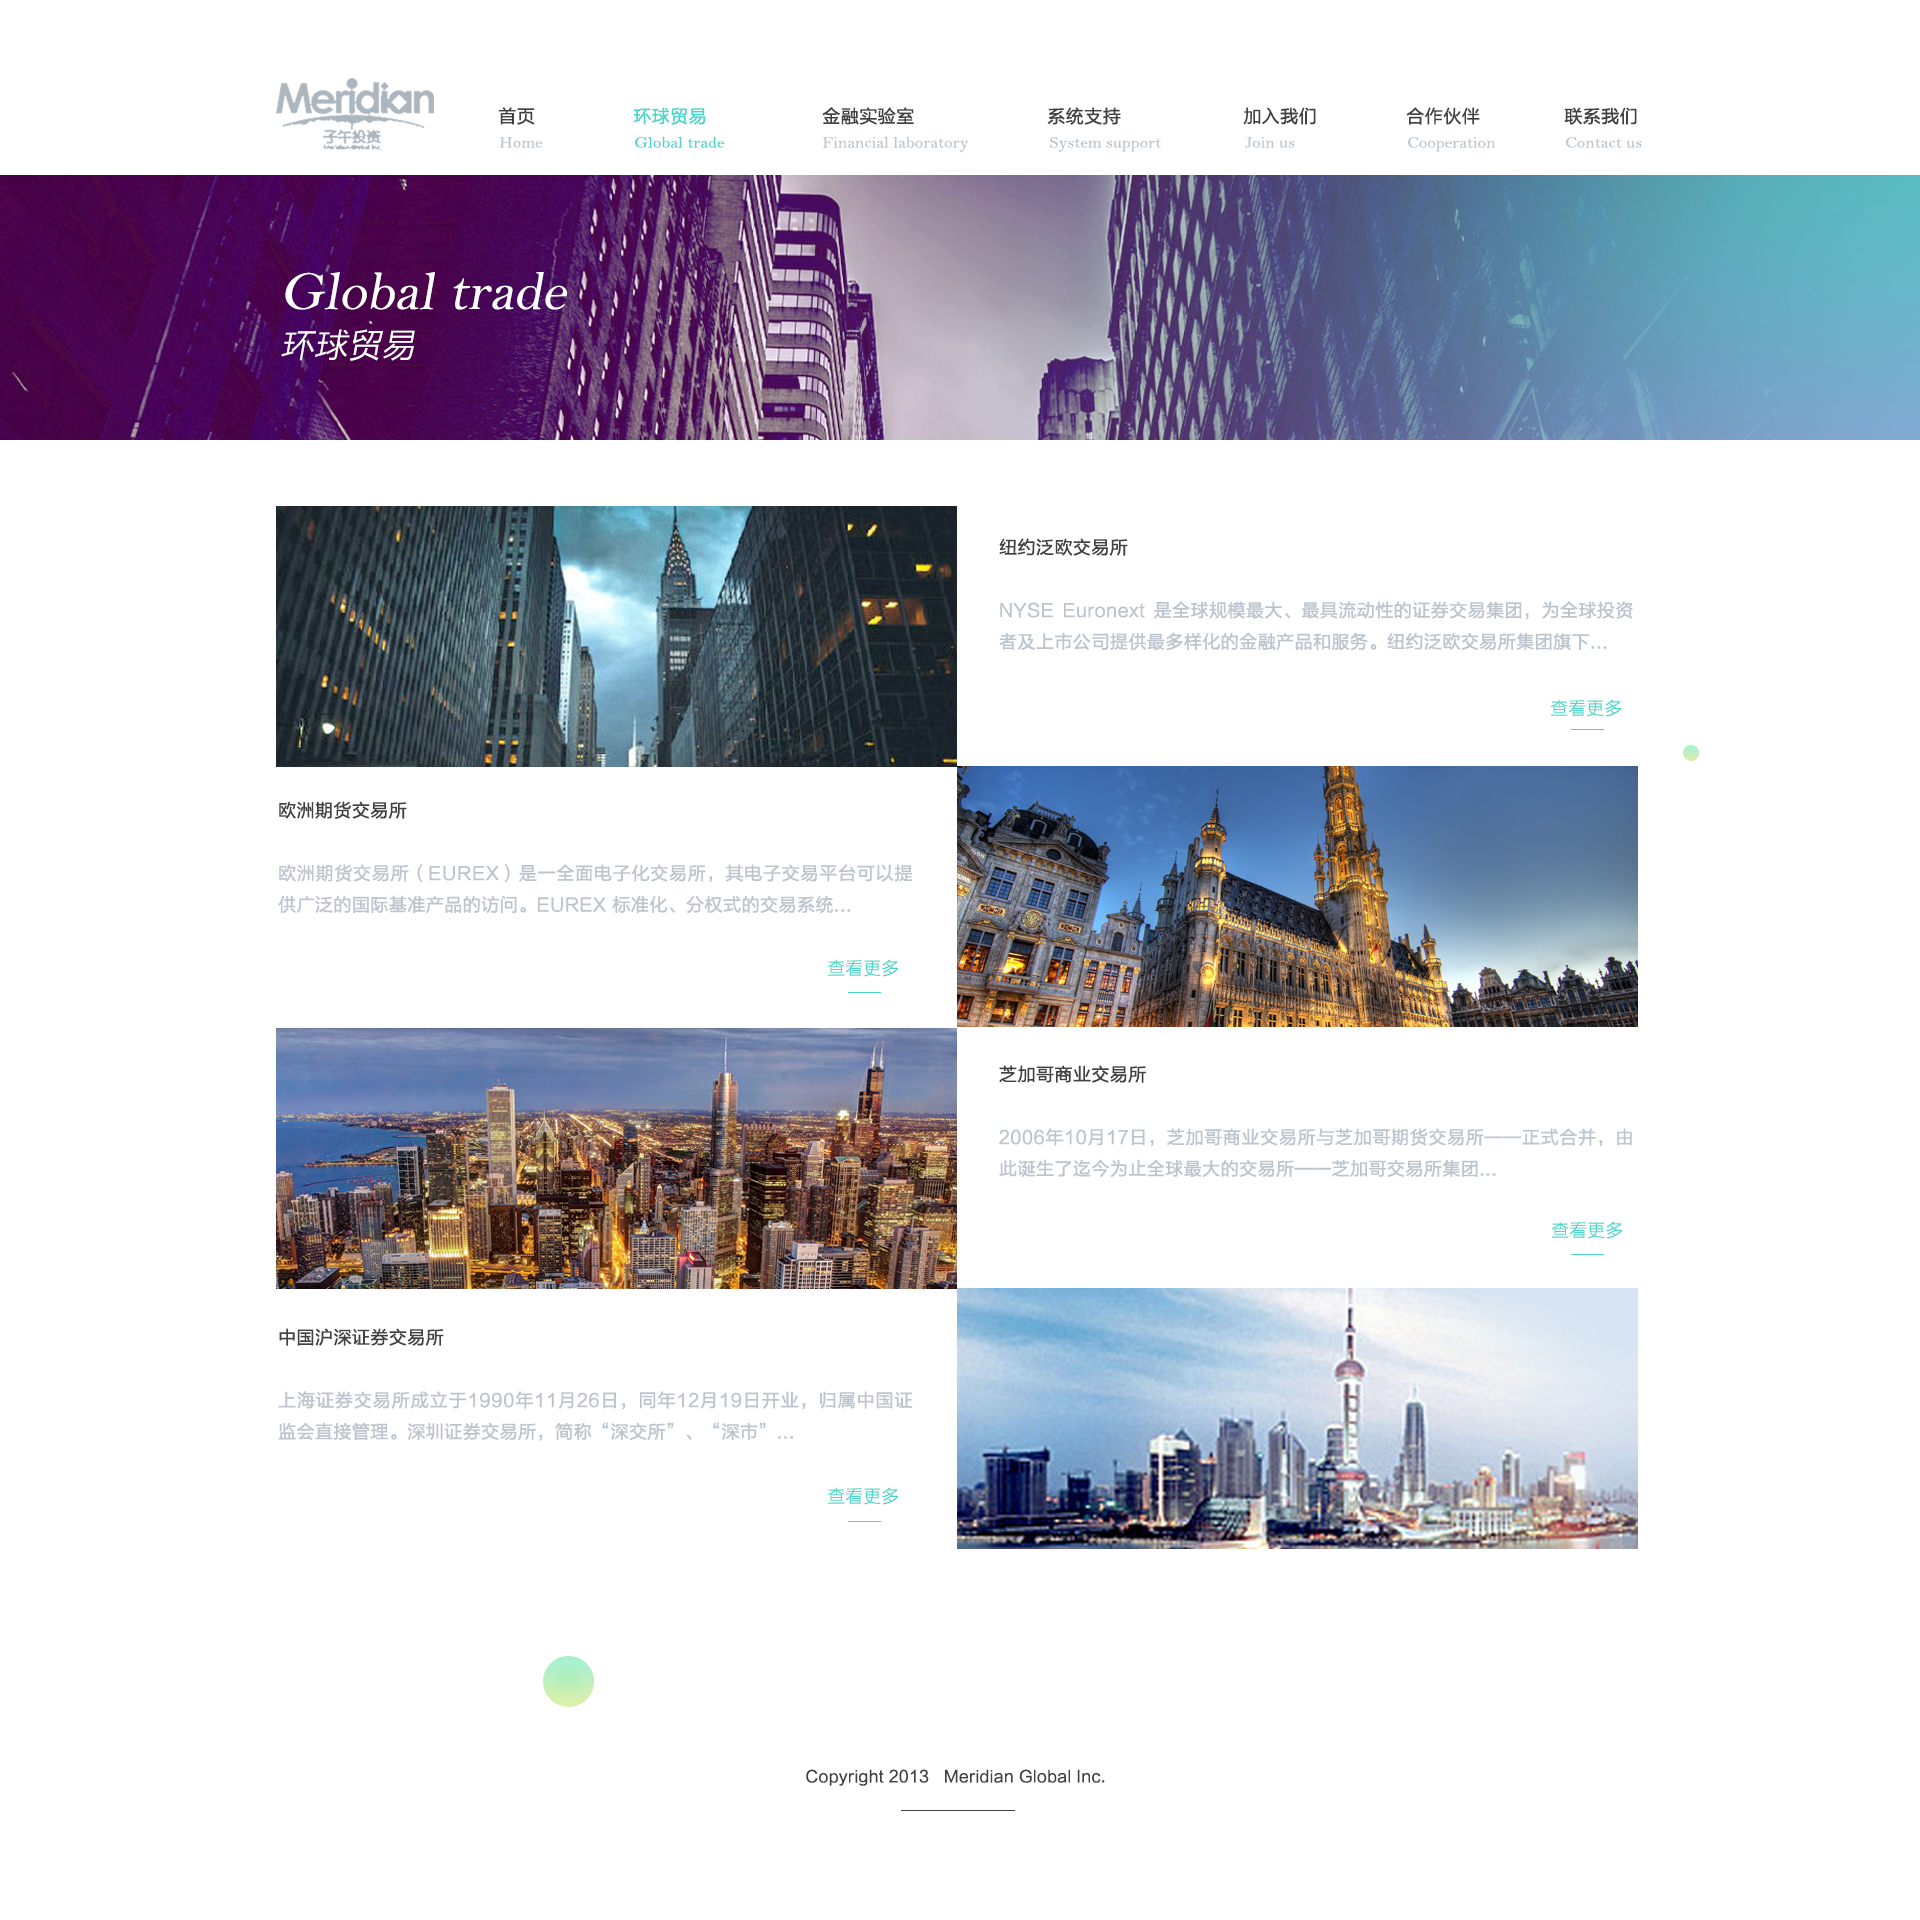 Meridian
子午投资
首页
Home
环球贸易
Global trade
金融实验室
Financial laboratory
系统支持
System support
加入我们
Join us
合作伙伴
Cooperation
联系我们
Contact us
Global trade
环球贸易
纽约泛欧交易所
NYSE Euronext 是全球规模最大、最具流动性的证券交易集团，为全球投资
者及上市公司提供最多样化的金融产品和服务。纽约泛欧交易所集团旗下...
查看更多
欧洲期货交易所
欧洲期货交易所（EUREX）是一全面电子化交易所，其电子交易平台可以提
供广泛的国际基准产品的访问。EUREX 标准化、分权式的交易系统...
查看更多
芝加哥商业交易所
2006年10月17日，芝加哥商业交易所与芝加哥期货交易所——正式合并，由
此诞生了迄今为止全球最大的交易所——芝加哥交易所集团...
查看更多
中国沪深证券交易所
上海证券交易所成立于1990年11月26日，同年12月19日开业，归属中国证
监会直接管理。深圳证券交易所，简称“深交所”、“深市”...
查看更多
Copyright 2013 Meridian Global Inc.